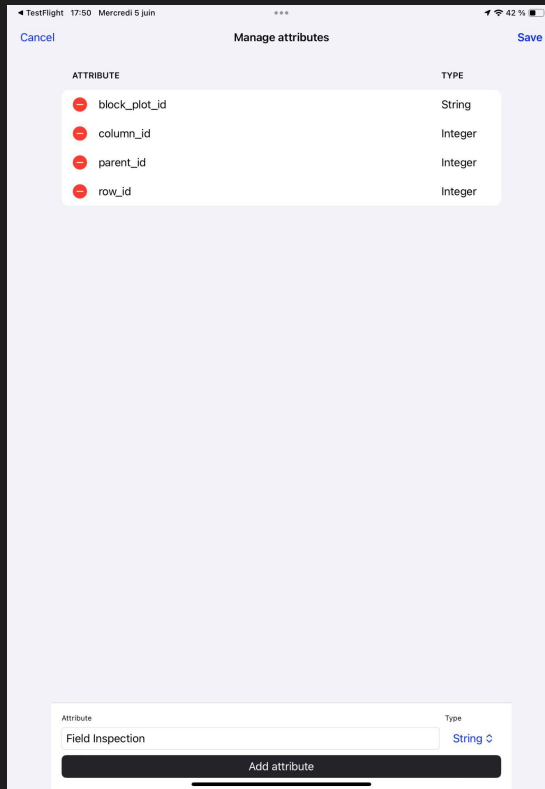 ◀ TestFlight 17:50 Mercredi 5 juin 42 %
Cancel Manage attributes Save
ATTRIBUTE TYPE
block_plot_id String
column_id Integer
parent_id Integer
row_id Integer
Attribute Type
Field Inspection String
Add attribute